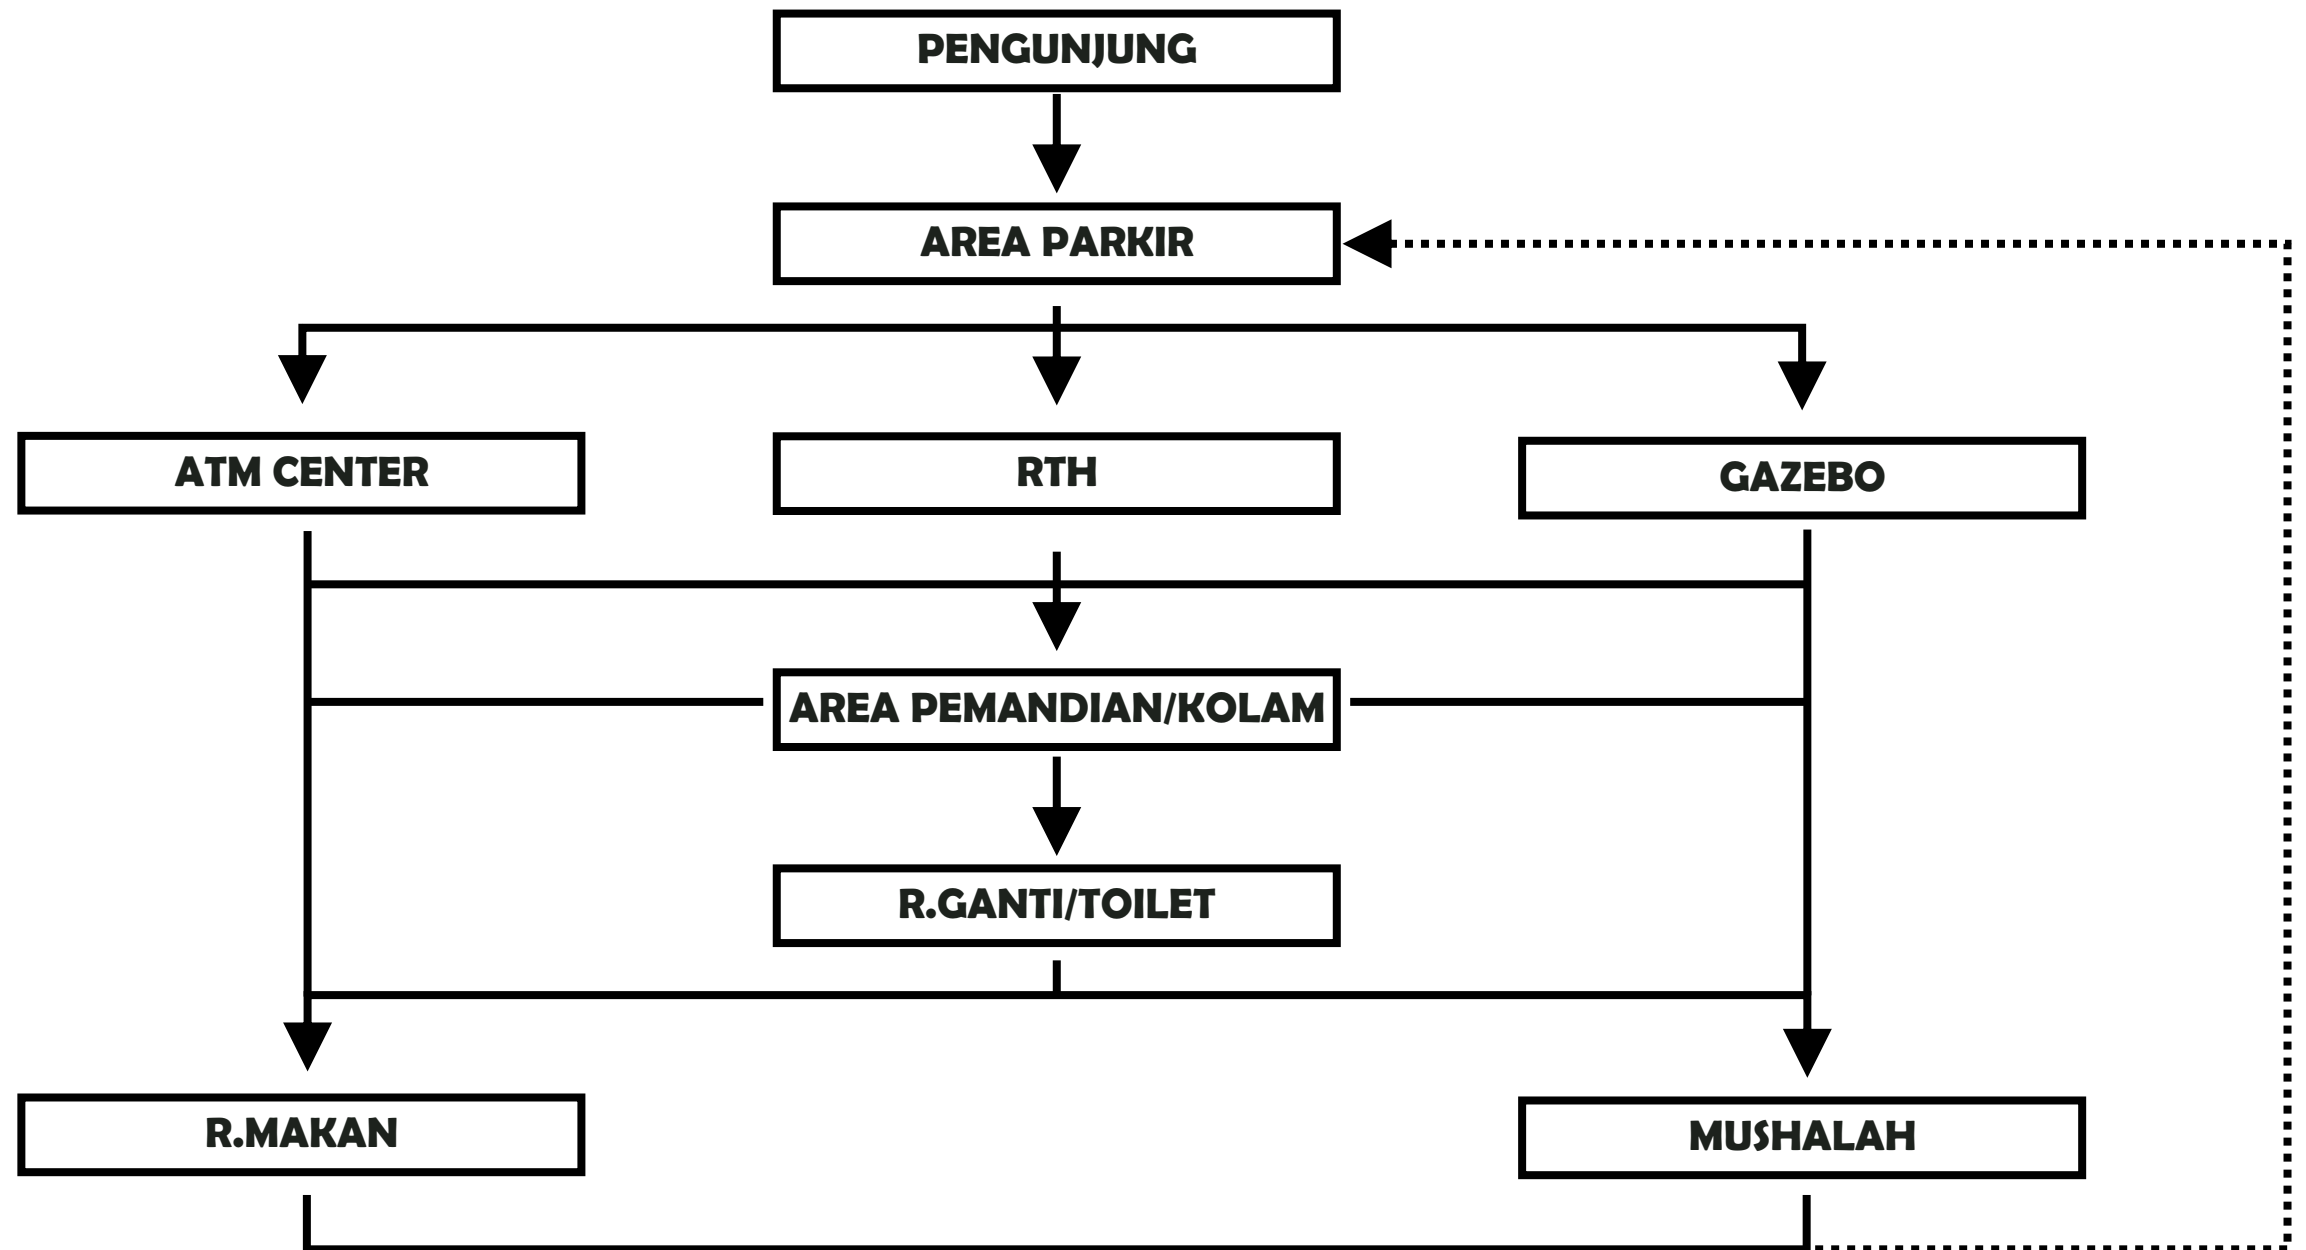 PENGUNJUNG
AREA PARKIR
ATM CENTER
RTH
GAZEBO
AREA PEMANDIAN/KOLAM
R.GANTI/TOILET
R.MAKAN
MUSHALAH